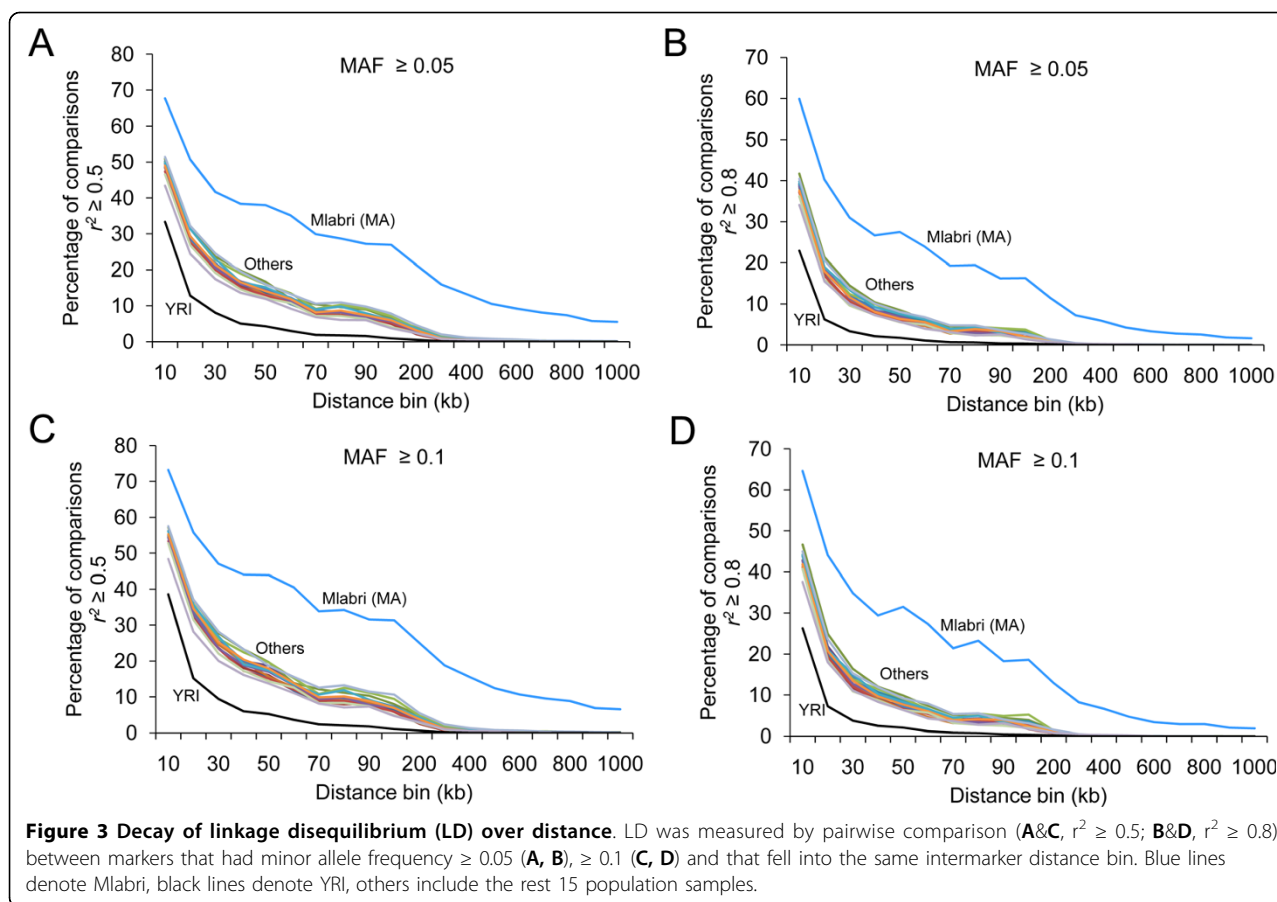 A
MAF ≥ 0.05
Percentage of comparisons
r² ≥ 0.5
80
70
60
50
40
30
20
10
0
Mlabri (MA)
Others
YRI
10 30 50 70 90 200 400 600 800 1000
Distance bin (kb)
B
MAF ≥ 0.05
Percentage of comparisons
r² ≥ 0.8
70
60
50
40
30
20
10
0
Mlabri (MA)
Others
YRI
10 30 50 70 90 200 400 600 800 1000
Distance bin (kb)
C
MAF ≥ 0.1
Percentage of comparisons
r² ≥ 0.5
80
70
60
50
40
30
20
10
0
Mlabri (MA)
Others
YRI
10 30 50 70 90 200 400 600 800 1000
Distance bin (kb)
D
MAF ≥ 0.1
Percentage of comparisons
r² ≥ 0.8
70
60
50
40
30
20
10
0
Mlabri (MA)
Others
YRI
10 30 50 70 90 200 400 600 800 1000
Distance bin (kb)
Figure 3 Decay of linkage disequilibrium (LD) over distance. LD was measured by pairwise comparison (A&C, r² ≥ 0.5; B&D, r² ≥ 0.8)
between markers that had minor allele frequency ≥ 0.05 (A, B), ≥ 0.1 (C, D) and that fell into the same intermarker distance bin. Blue lines
denote Mlabri, black lines denote YRI, others include the rest 15 population samples.